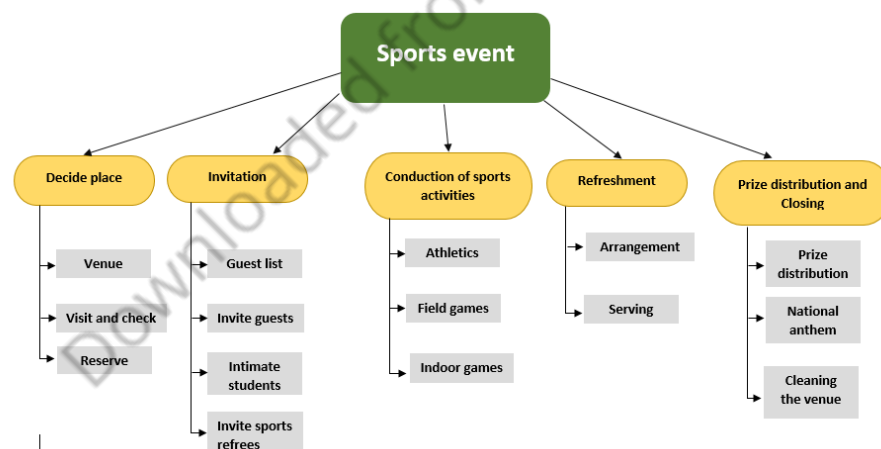 Sports event
Decide place
Venue
Visit and check
Reserve
Invitation
Guest list
Invite guests
Intimate
students
Invite sports
refrees
Conduction of sports
activities
Athletics
Field games
Indoor games
Refreshment
Arrangement
Serving
Prize distribution and
Closing
Prize
distribution
National
anthem
Cleaning
the venue
Downloaded from